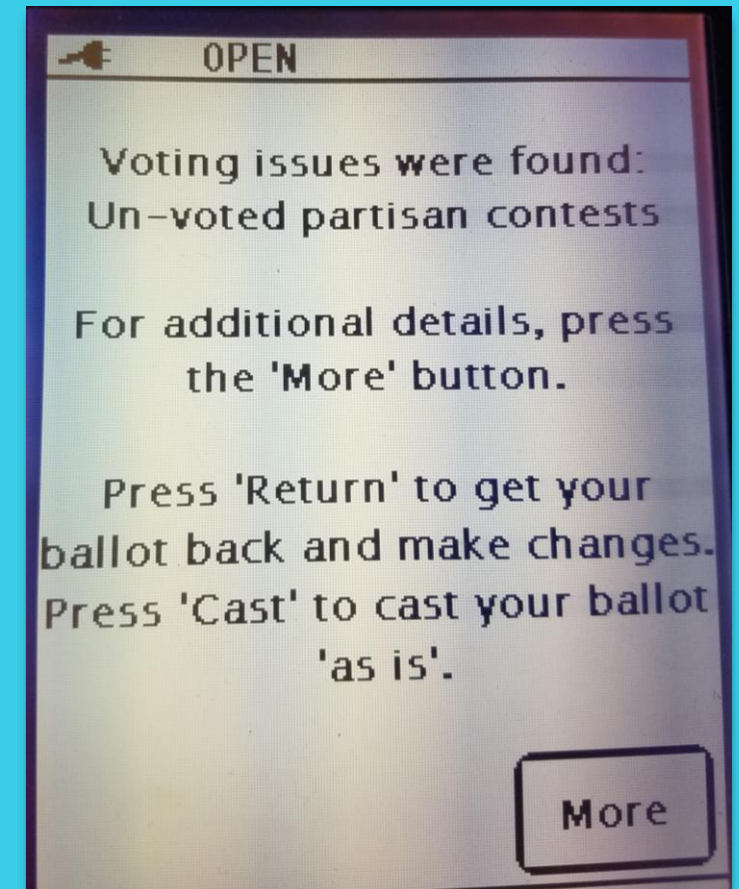 OPEN
Voting issues were found:
Un-voted partisan contests
For additional details, press
the 'More' button.
Press 'Return' to get your
ballot back and make changes.
Press 'Cast' to cast your ballot
'as is'.
More